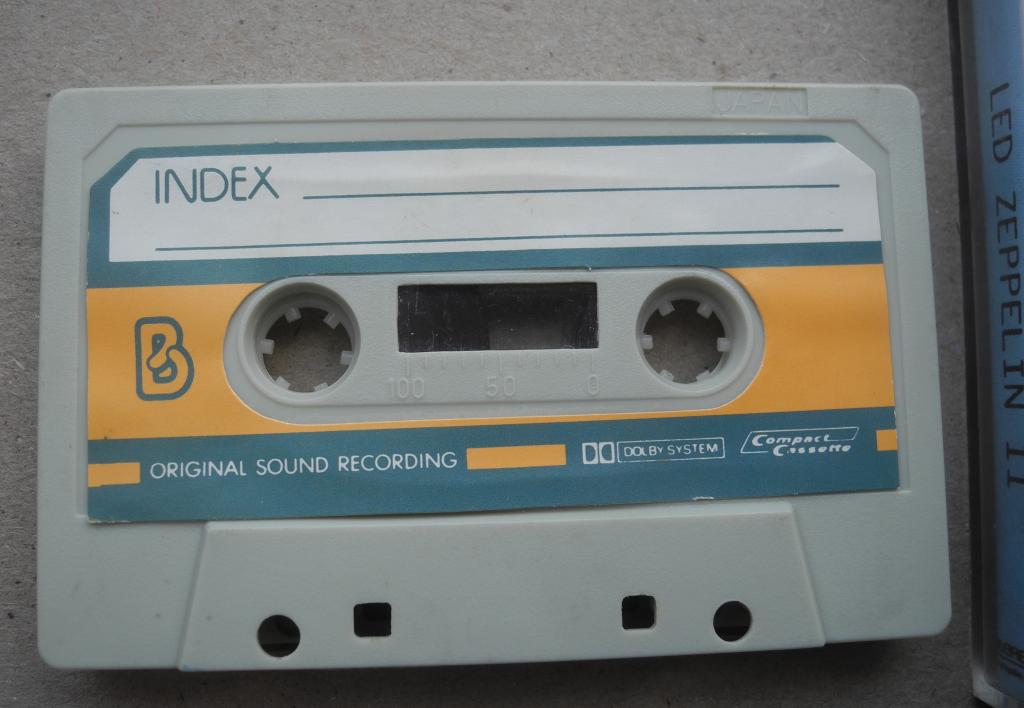 JAPAN
INDEX
B
100 50 0
ORIGINAL SOUND RECORDING
DOLBY SYSTEM
Compact
Cassette
LED ZEPPELIN II